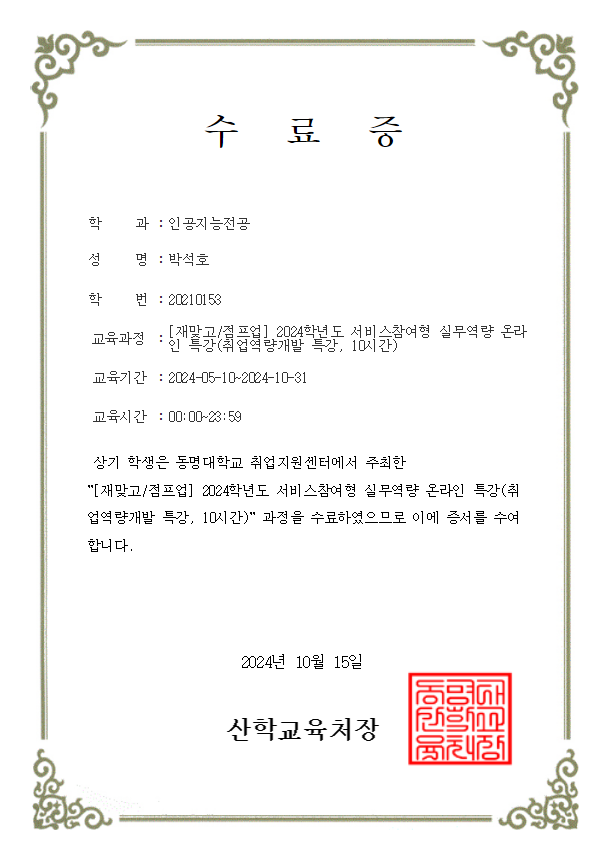 수 료 증
학 과 : 인공지능전공
성 명 : 박석호
학 번 : 20210153
교육과정 : [재맞고/점프업] 2024학년도 서비스참여형 실무역량 온라
인 특강(취업역량개발 특강, 10시간)
교육기간 : 2024-05-10~2024-10-31
교육시간 : 00:00~23:59
상기 학생은 동명대학교 취업지원센터에서 주최한
"[재맞고/점프업] 2024학년도 서비스참여형 실무역량 온라인 특강(취
업역량개발 특강, 10시간)" 과정을 수료하였으므로 이에 증서를 수여
합니다.
2024년 10월 15일
산학교육처장